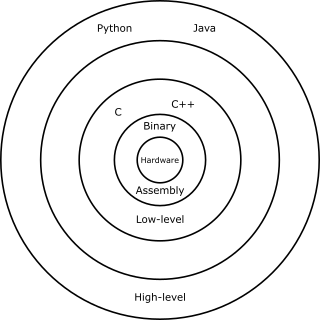 Python Java
C++
C
Binary
Hardware
Assembly
Low-level
High-level